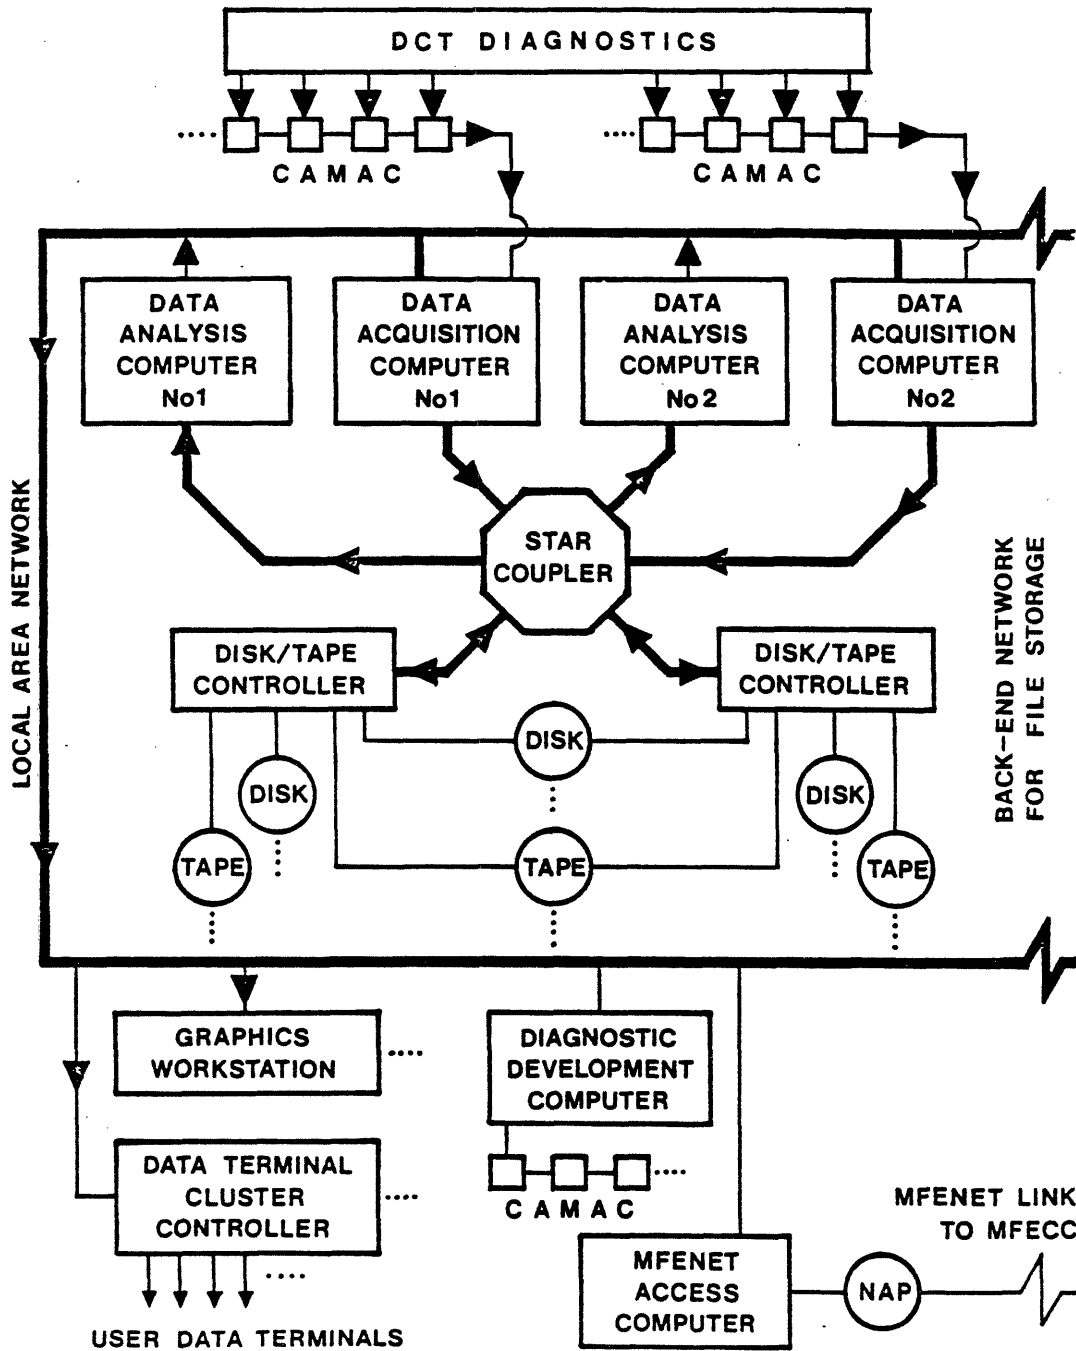 DCT DIAGNOSTICS
CAMAC
CAMAC
DATA
ANALYSIS
COMPUTER
No1
DATA
ACQUISITION
COMPUTER
No1
DATA
ANALYSIS
COMPUTER
No2
DATA
ACQUISITION
COMPUTER
No2
LOCAL AREA NETWORK
STAR
COUPLER
BACK-END NETWORK
FOR FILE STORAGE
DISK/TAPE
CONTROLLER
DISK/TAPE
CONTROLLER
DISK
DISK
DISK
TAPE
TAPE
TAPE
GRAPHICS
WORKSTATION
DIAGNOSTIC
DEVELOPMENT
COMPUTER
CAMAC
DATA TERMINAL
CLUSTER
CONTROLLER
USER DATA TERMINALS
MFENET
ACCESS
COMPUTER
NAP
MFENET LINK
TO MFECC